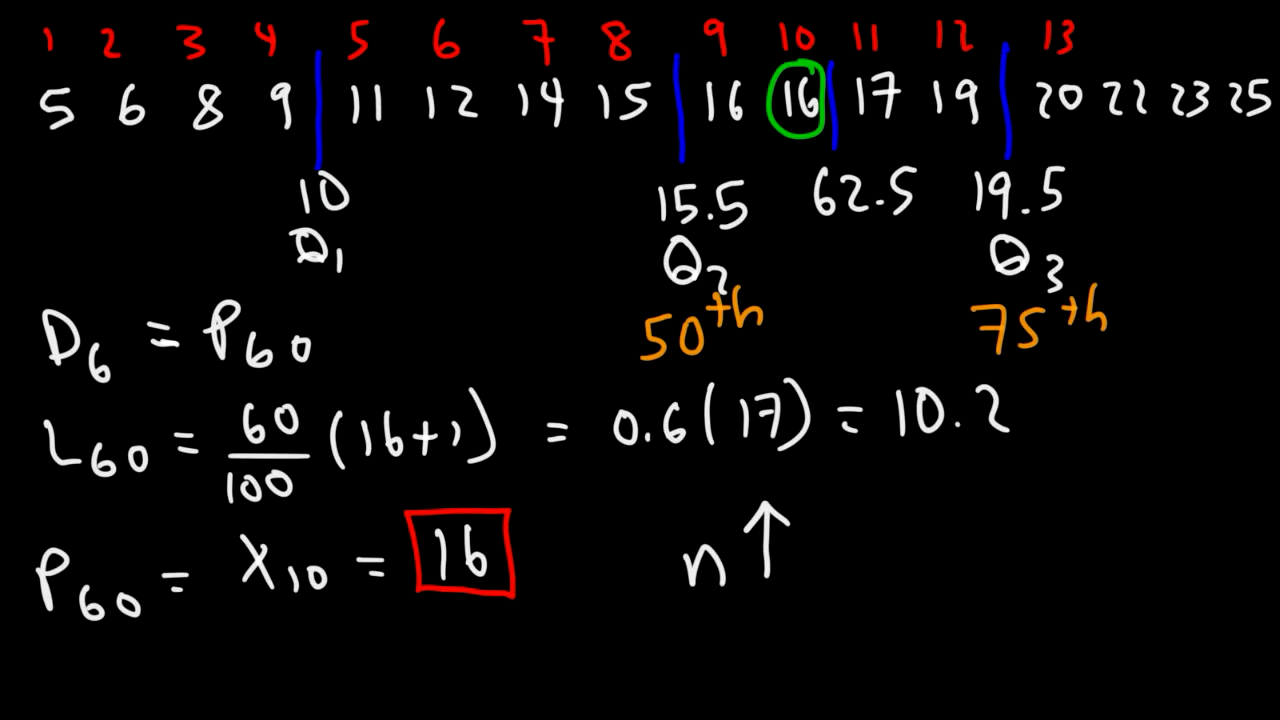 1 2 3 4 5 6 7 8 9 10 11 12 13
5 6 8 9 11 12 14 15 16 16 17 19 20 22 23 25
10 15.5 62.5 19.5
Q₁ Q₂ Q₃
50th 75th
D₆ = P₆₀
L₆₀ = 60/100 (16+1) = 0.6(17) = 10.2
P₆₀ = X₁₀ = 16 n↑